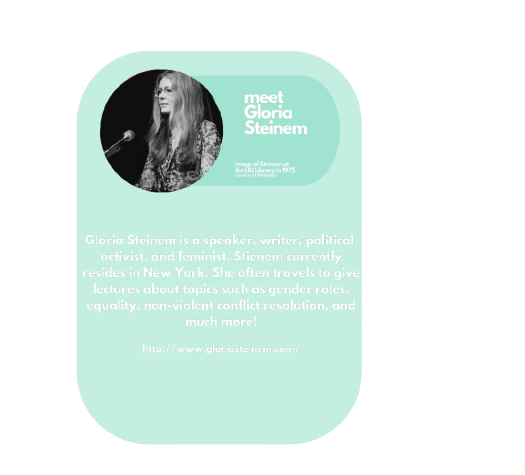 meet
Gloria
Steinem
Image of Steinem at
the LBJ Library in 1975
Gloria Steinem is a speaker, writer, political
activist, and feminist. Stienem currently
resides in New York. She often travels to give
lectures about topics such as gender roles,
equality, non-violent conflict resolution, and
much more!
http://www.gloriasteinem.com/